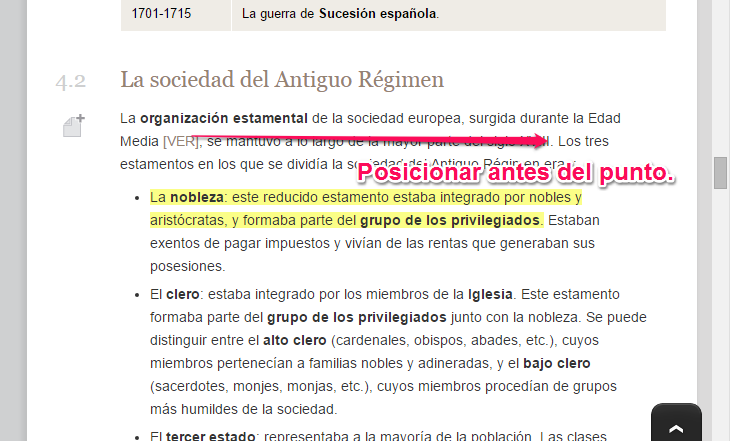 1701-1715 La guerra de Sucesión española.
4.2 La sociedad del Antiguo Régimen
La organización estamental de la sociedad europea, surgida durante la Edad
Media [VER], se mantuvo a lo largo de la mayor parte del siglo XVIII. Los tres
estamentos en los que se dividía la sociedad del Antiguo Régimen eran:
Posicionar antes del punto.
• La nobleza: este reducido estamento estaba integrado por nobles y
aristócratas, y formaba parte del grupo de los privilegiados. Estaban
exentos de pagar impuestos y vivían de las rentas que generaban sus
posesiones.
• El clero: estaba integrado por los miembros de la Iglesia. Este estamento
formaba parte del grupo de los privilegiados junto con la nobleza. Se puede
distinguir entre el alto clero (cardenales, obispos, abades, etc.), cuyos
miembros pertenecían a familias nobles y adineradas, y el bajo clero
(sacerdotes, monjes, monjas, etc.), cuyos miembros procedían de grupos
más humildes de la sociedad.
• El tercer estado: representaba a la mayoría de la población. Las clases